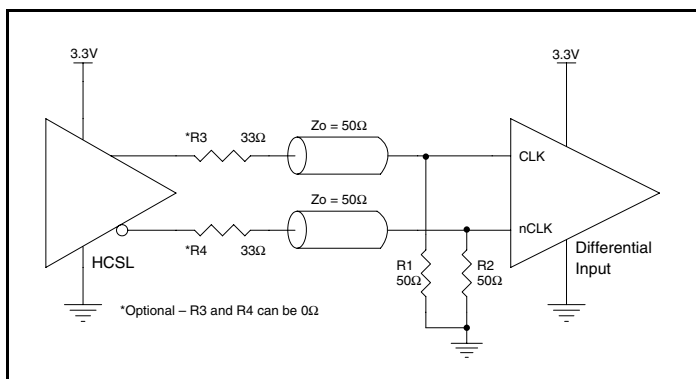 3.3V
3.3V
*R3
33Ω
Zo = 50Ω
CLK
Zo = 50Ω
nCLK
*R4
33Ω
HCSL
R1
50Ω
R2
50Ω
Differential
Input
*Optional – R3 and R4 can be 0Ω